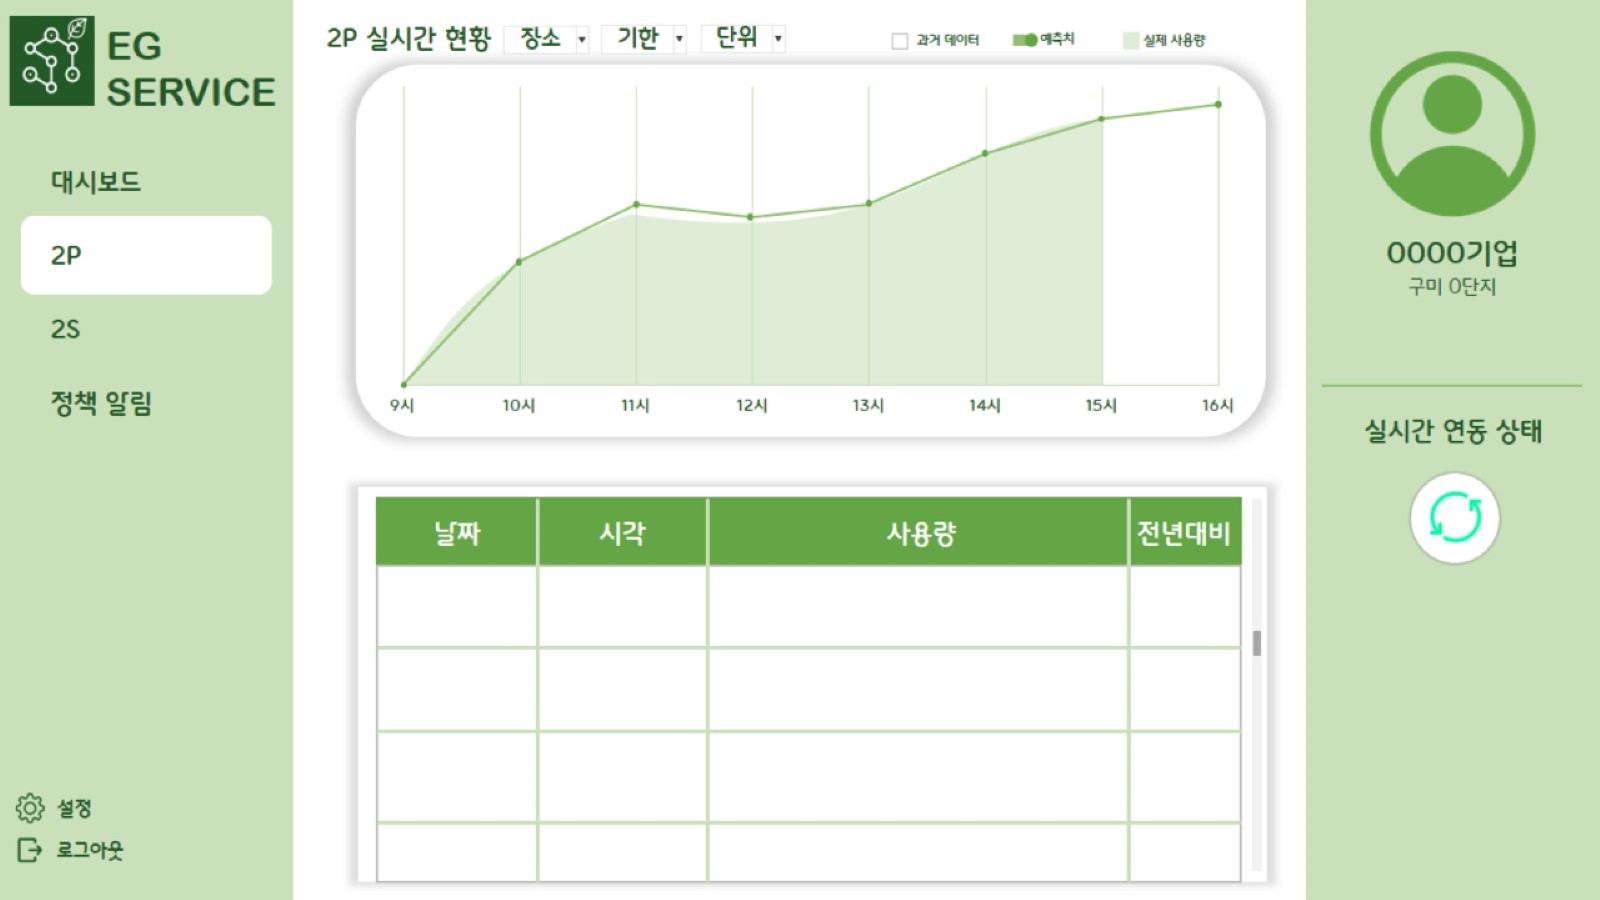 EG
SERVICE
대시보드
2P
2S
정책 알림
설정
로그아웃
2P 실시간 현황 장소 기한 단위
과거 데이터 예측치 실제 사용량
9시 10시 11시 12시 13시 14시 15시 16시
날짜 시각 사용량 전년대비
OOOO기업
구미 O단지
실시간 연동 상태